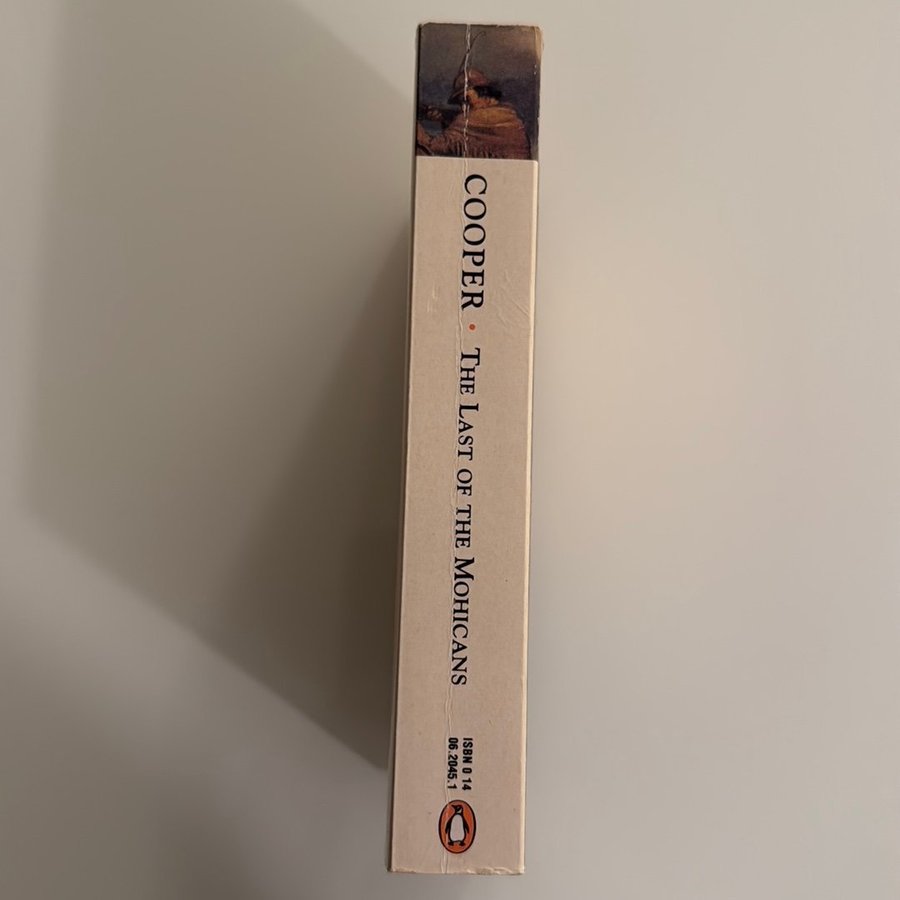 COOPER · THE LAST OF THE MOHICANS
ISBN 0 14
06.2045.1